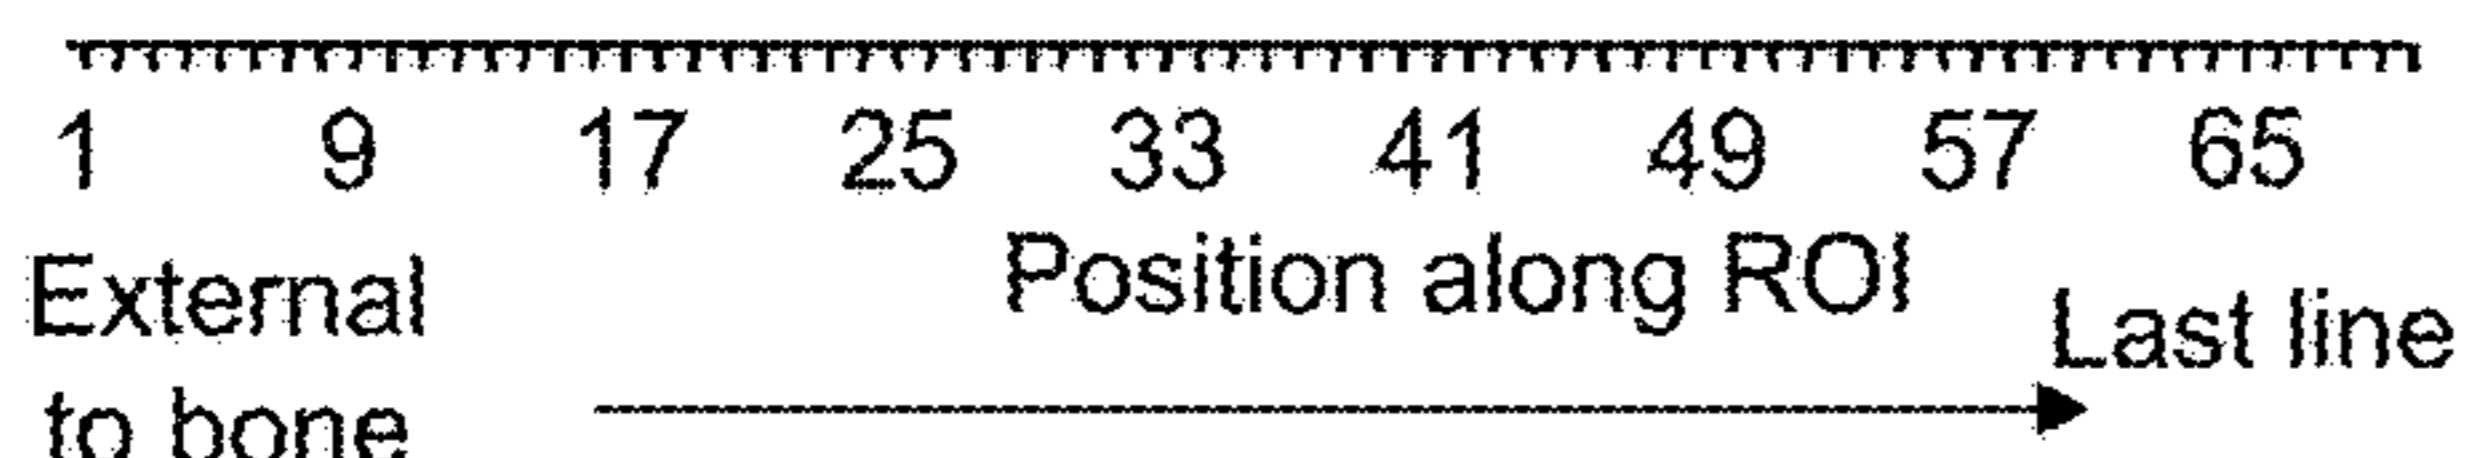 1 9 17 25 33 41 49 57 65
Position along ROI
External
to bone
Last line